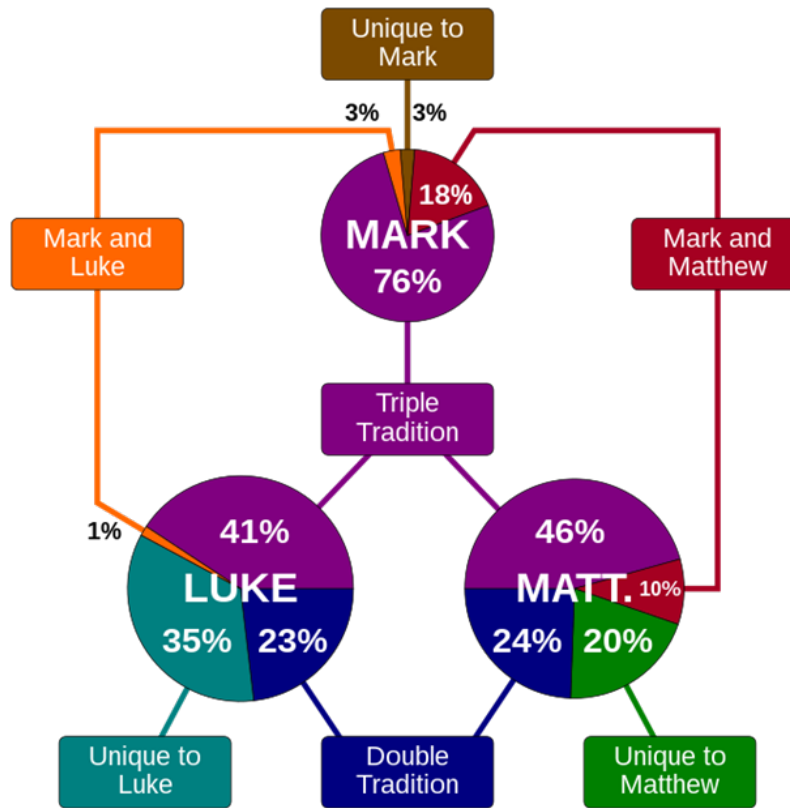 Unique to
Mark
3%
3%
18%
MARK
76%
Mark and
Luke
Mark and
Matthew
Triple
Tradition
41%
1%
LUKE
35%
23%
46%
MATT.
10%
24%
20%
Unique to
Luke
Double
Tradition
Unique to
Matthew